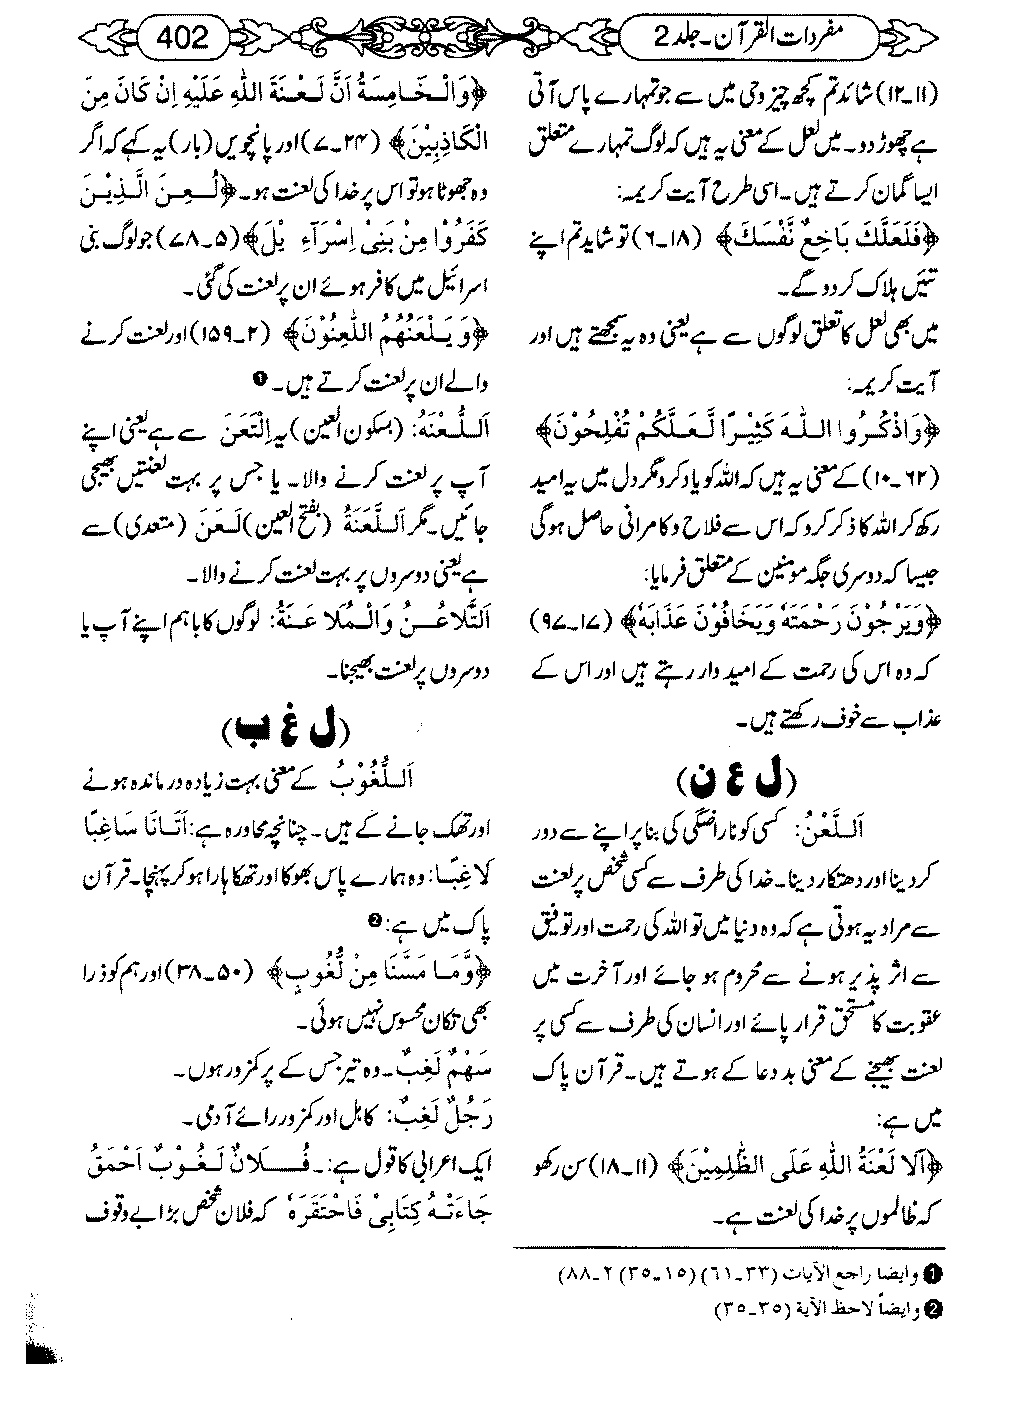 مفردات القرآن۔جلد 2
402
(۱۱۔۱۲) شائد تم کچھ چیز وحی میں سے جو تمہارے پاس آتی
ہے چھوڑ دو۔ میں لعل کے معنی یہ ہیں کہ لوگ تمہارے متعلق
ایسا گمان کرتے ہیں۔ اسی طرح آیت کریمہ:
﴿فَلَعَلَّكَ بَاخِعٌ نَّفْسَكَ﴾ (۱۸۔۶) تو شاید تم اپنے
تئیں ہلاک کر دو گے۔
میں بھی لعل کا تعلق لوگوں سے ہے یعنی وہ یہ سمجھتے ہیں اور
آیت کریمہ:
﴿وَاذْكُرُوا اللّٰهَ كَثِيْرًا لَّعَلَّكُمْ تُفْلِحُوْنَ﴾
(۶۲۔۱۰) کے معنی یہ ہیں کہ اللہ کو یاد کرو مگر دل میں یہ امید
رکھ کر اللہ کا ذکر کرو کہ اس سے فلاح و کامرانی حاصل ہوگی
جیسا کہ دوسری جگہ مومنین کے متعلق فرمایا:
﴿وَيَرْجُوْنَ رَحْمَتَهٗ وَيَخَافُوْنَ عَذَابَهٗ﴾ (۱۷۔۹۷)
کہ وہ اس کی رحمت کے امید وار رہتے ہیں اور اس کے
عذاب سے خوف رکھتے ہیں۔
(ل ع ن)
اَللَّعْنُ: کسی کو ناراضگی کی بنا پر اپنے سے دور
کر دینا اور دھتکار دینا۔ خدا کی طرف سے کسی شخص پر لعنت
سے مراد یہ ہوتی ہے کہ وہ دنیا میں تو اللہ کی رحمت اور توفیق
سے اثر پذیر ہونے سے محروم ہو جائے اور آخرت میں
عقوبت کا مستحق قرار پائے اور انسان کی طرف سے کسی پر
لعنت بھیجنے کے معنی بد دعا کے ہوتے ہیں۔ قرآن پاک
میں ہے:
﴿اَلَا لَعْنَةُ اللّٰهِ عَلَى الظّٰلِمِيْنَ﴾ (۱۱۔۱۸) سن رکھو
کہ ظالموں پر خدا کی لعنت ہے۔
﴿وَالْخَامِسَةُ اَنَّ لَعْنَةَ اللّٰهِ عَلَيْهِ اِنْ كَانَ مِنَ
الْكَاذِبِيْنَ﴾ (۲۴۔۷) اور پانچویں (بار) یہ کہے کہ اگر
وہ جھوٹا ہو تو اس پر خدا کی لعنت ہو۔ ﴿لُعِنَ الَّذِيْنَ
كَفَرُوْا مِنْ بَنِىْ اِسْرَآءِ يْلَ﴾ (۵۔۷۸) جو لوگ بنی
اسرائیل میں کافر ہوئے ان پر لعنت کی گئی۔
﴿وَيَلْعَنُهُمُ اللّٰعِنُوْنَ﴾ (۲۔۱۵۹) اور لعنت کرنے
والے ان پر لعنت کرتے ہیں۔ ❶
اَللُّعْنَةُ: (بسکون العین) یہ اِلْتَعَنَ سے ہے یعنی اپنے
آپ پر لعنت کرنے والا۔ یا جس پر بہت لعنتیں بھیجی
جائیں۔ مگر اَللُّعَنَةُ (بفتح العین) لَعَنَ (متعدی) سے
ہے یعنی دوسروں پر بہت لعنت کرنے والا۔
اَلتَّلَاعُنُ وَالْمُلَا عَنَةُ: لوگوں کا باہم اپنے آپ یا
دوسروں پر لعنت بھیجنا۔
(ل غ ب)
اَللُّغُوْبُ کے معنی بہت زیادہ درماندہ ہونے
اور تھک جانے کے ہیں۔ چنانچہ محاورہ ہے: اَتَانَا سَاغِبًا
لَاغِبًا: وہ ہمارے پاس بھوکا اور تھکا ہارا ہو کر پہنچا۔ قرآن
پاک میں ہے: ❷
﴿وَّمَا مَسَّنَا مِنْ لُّغُوبٍ﴾ (۵۰۔۳۸) اور ہم کو ذرا
بھی تکان محسوس نہیں ہوئی۔
سَهْمٌ لَغِبٌ۔ وہ تیر جس کے پر کمزور ہوں۔
رَجُلٌ لَغِبٌ: کاہل اور کمزور رائے آدمی۔
ایک اعرابی کا قول ہے:۔ فُلَانٌ لَغُوْبٌ اَحْمَقُ
جَاءَتْهُ كِتَابِىْ فَاحْتَقَرَهٗ کہ فلاں شخص بڑا بے وقوف
❶ وایضا راجع الآیات (۳۳۔۶۱) (۱۵۔۳۵) ۲۔۸۸)
❷ وایضاً لاحظ الآیة (۳۵۔۳۵)